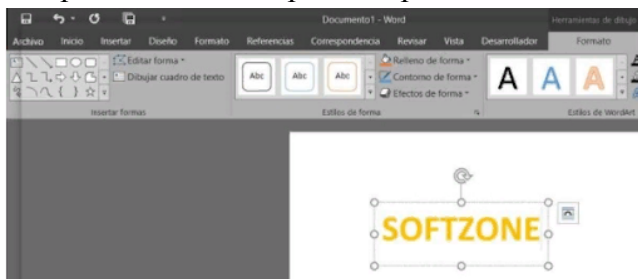 Documento1 - Word
Herramientas de dibujo
Archivo Inicio Insertar Diseño Formato Referencias Correspondencia Revisar Vista Desarrollador Formato
Editar forma
Dibujar cuadro de texto
Abc Abc Abc
Relleno de forma
Contorno de forma
Efectos de forma
A A A
Insertar formas Estilos de forma Estilos de WordArt
SOFTZONE